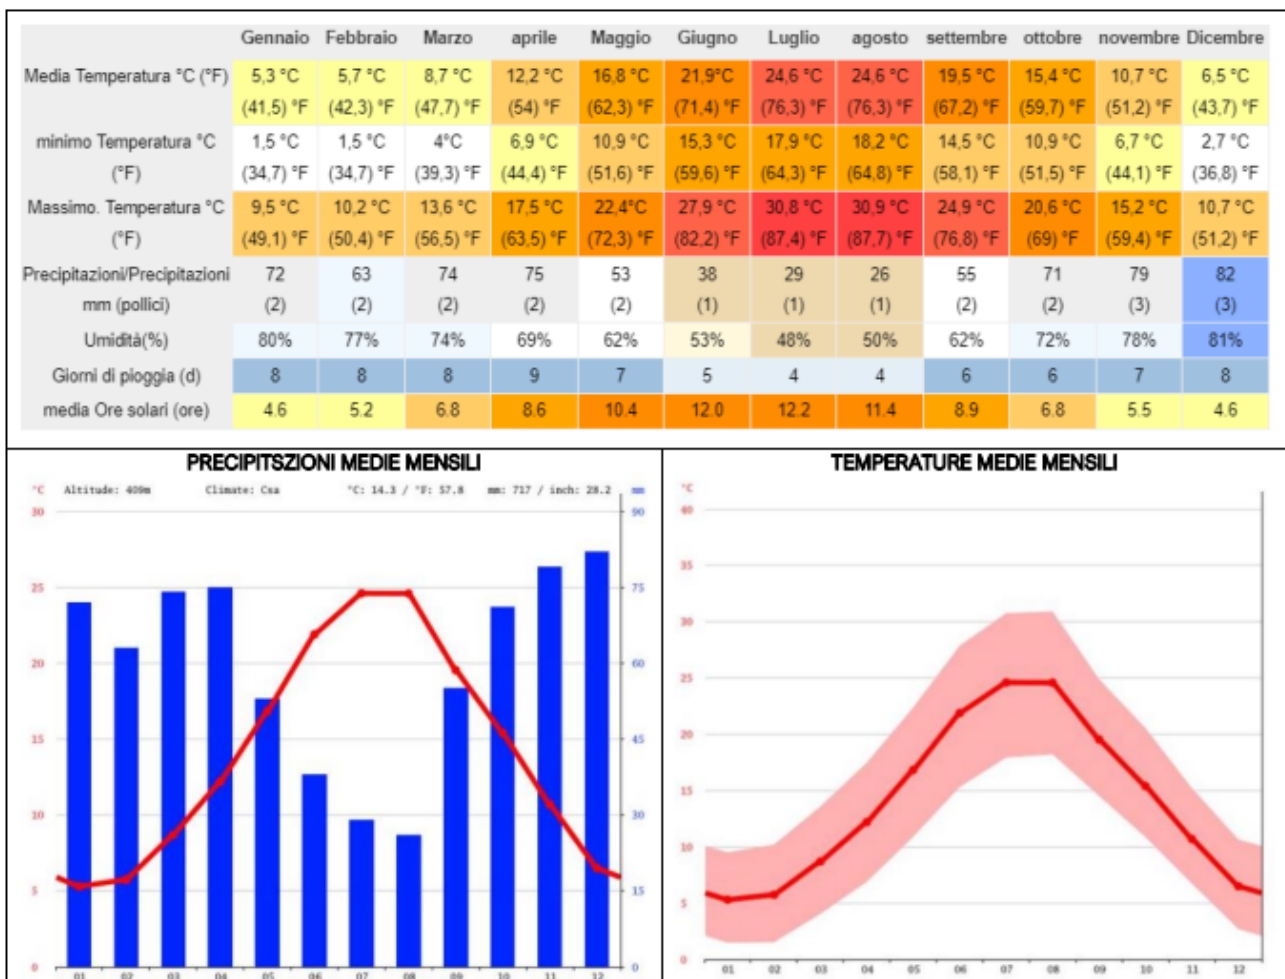 Gennaio Febbraio Marzo aprile Maggio Giugno Luglio agosto settembre ottobre novembre Dicembre
Media Temperatura °C (°F) 5,3 °C 5,7 °C 8,7 °C 12,2 °C 16,8 °C 21,9°C 24,6 °C 24,6 °C 19,5 °C 15,4 °C 10,7 °C 6,5 °C
(41,5) °F (42,3) °F (47,7) °F (54) °F (62,3) °F (71,4) °F (76,3) °F (76,3) °F (67,2) °F (59,7) °F (51,2) °F (43,7) °F
minimo Temperatura °C 1,5 °C 1,5 °C 4°C 6,9 °C 10,9 °C 15,3 °C 17,9 °C 18,2 °C 14,5 °C 10,9 °C 6,7 °C 2,7 °C
(°F) (34,7) °F (34,7) °F (39,3) °F (44,4) °F (51,6) °F (59,6) °F (64,3) °F (64,8) °F (58,1) °F (51,5) °F (44,1) °F (36,8) °F
Massimo. Temperatura °C 9,5 °C 10,2 °C 13,6 °C 17,5 °C 22,4°C 27,9 °C 30,8 °C 30,9 °C 24,9 °C 20,6 °C 15,2 °C 10,7 °C
(°F) (49,1) °F (50,4) °F (56,5) °F (63,5) °F (72,3) °F (82,2) °F (87,4) °F (87,7) °F (76,8) °F (69) °F (59,4) °F (51,2) °F
Precipitazioni/Precipitazioni 72 63 74 75 53 38 29 26 55 71 79 82
mm (pollici) (2) (2) (2) (2) (2) (1) (1) (1) (2) (2) (3) (3)
Umidità(%) 80% 77% 74% 69% 62% 53% 48% 50% 62% 72% 78% 81%
Giorni di pioggia (d) 8 8 8 9 7 5 4 4 6 6 7 8
media Ore solari (ore) 4.6 5.2 6.8 8.6 10.4 12.0 12.2 11.4 8.9 6.8 5.5 4.6
PRECIPITSZIONI MEDIE MENSILI
°C Altitude: 409m Climate: Csa °C: 14.3 / °F: 57.8 mm: 717 / inch: 28.2 mm
30 90
25 75
20 60
15 45
10 30
5 15
0 0
01 02 03 04 05 06 07 08 09 10 11 12
TEMPERATURE MEDIE MENSILI
°C
40
35
30
25
20
15
10
5
0
01 02 03 04 05 06 07 08 09 10 11 12